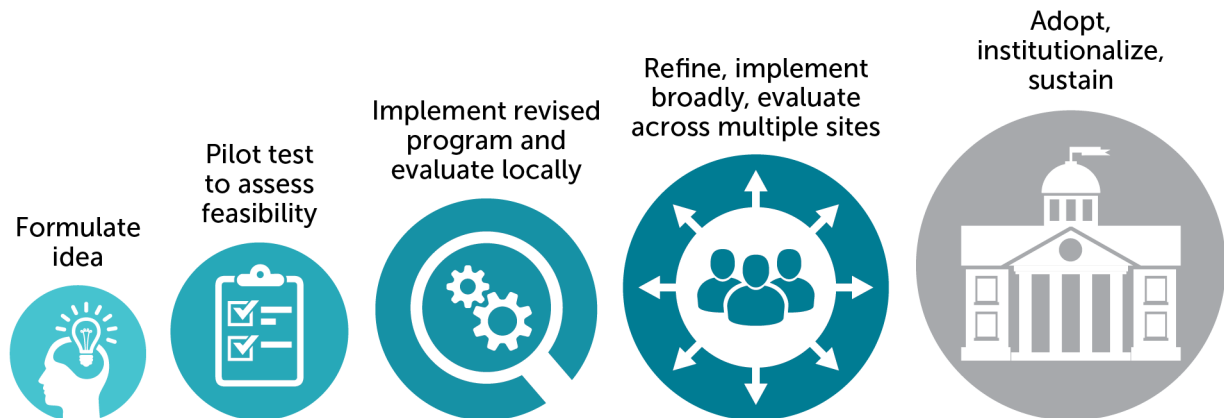 Formulate
idea
Pilot test
to assess
feasibility
Implement revised
program and
evaluate locally
Refine, implement
broadly, evaluate
across multiple sites
Adopt,
institutionalize,
sustain